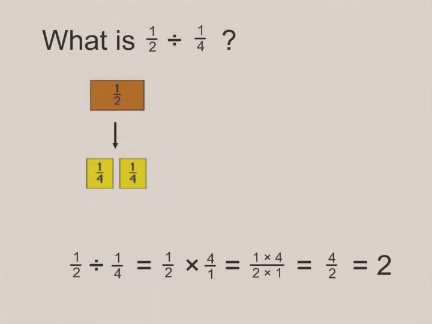 What is 1/2 ÷ 1/4 ?
1/2
1/4 1/4
1/2 ÷ 1/4 = 1/2 × 4/1 = 1 × 4/2 × 1 = 4/2 = 2